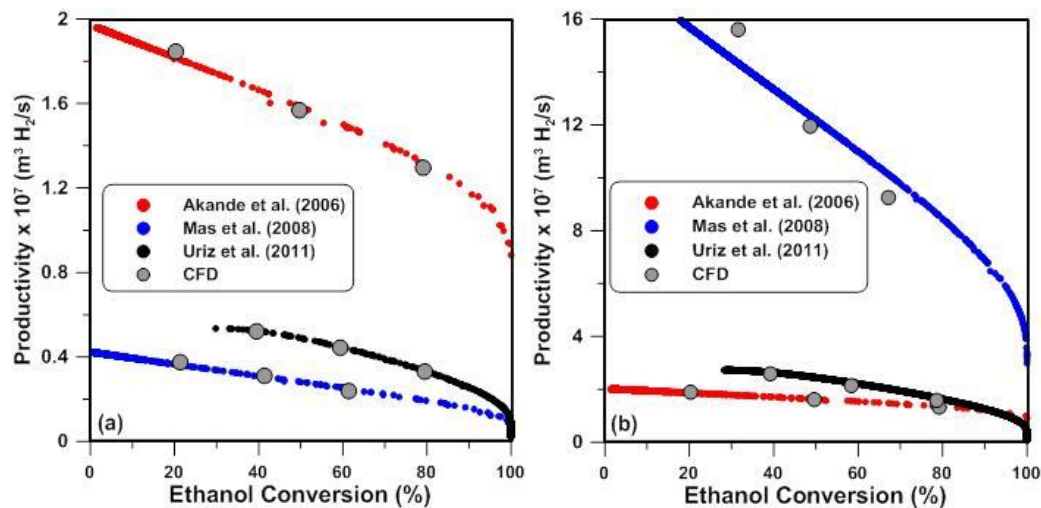 2
1.6
1.2
0.8
0.4
0
Productivity x 10⁷ (m³ H₂/s)
Akande et al. (2006)
Mas et al. (2008)
Uriz et al. (2011)
CFD
(a)
0 20 40 60 80 100
Ethanol Conversion (%)
16
12
8
4
0
Productivity x 10⁷ (m³ H₂/s)
Akande et al. (2006)
Mas et al. (2008)
Uriz et al. (2011)
CFD
(b)
0 20 40 60 80 100
Ethanol Conversion (%)